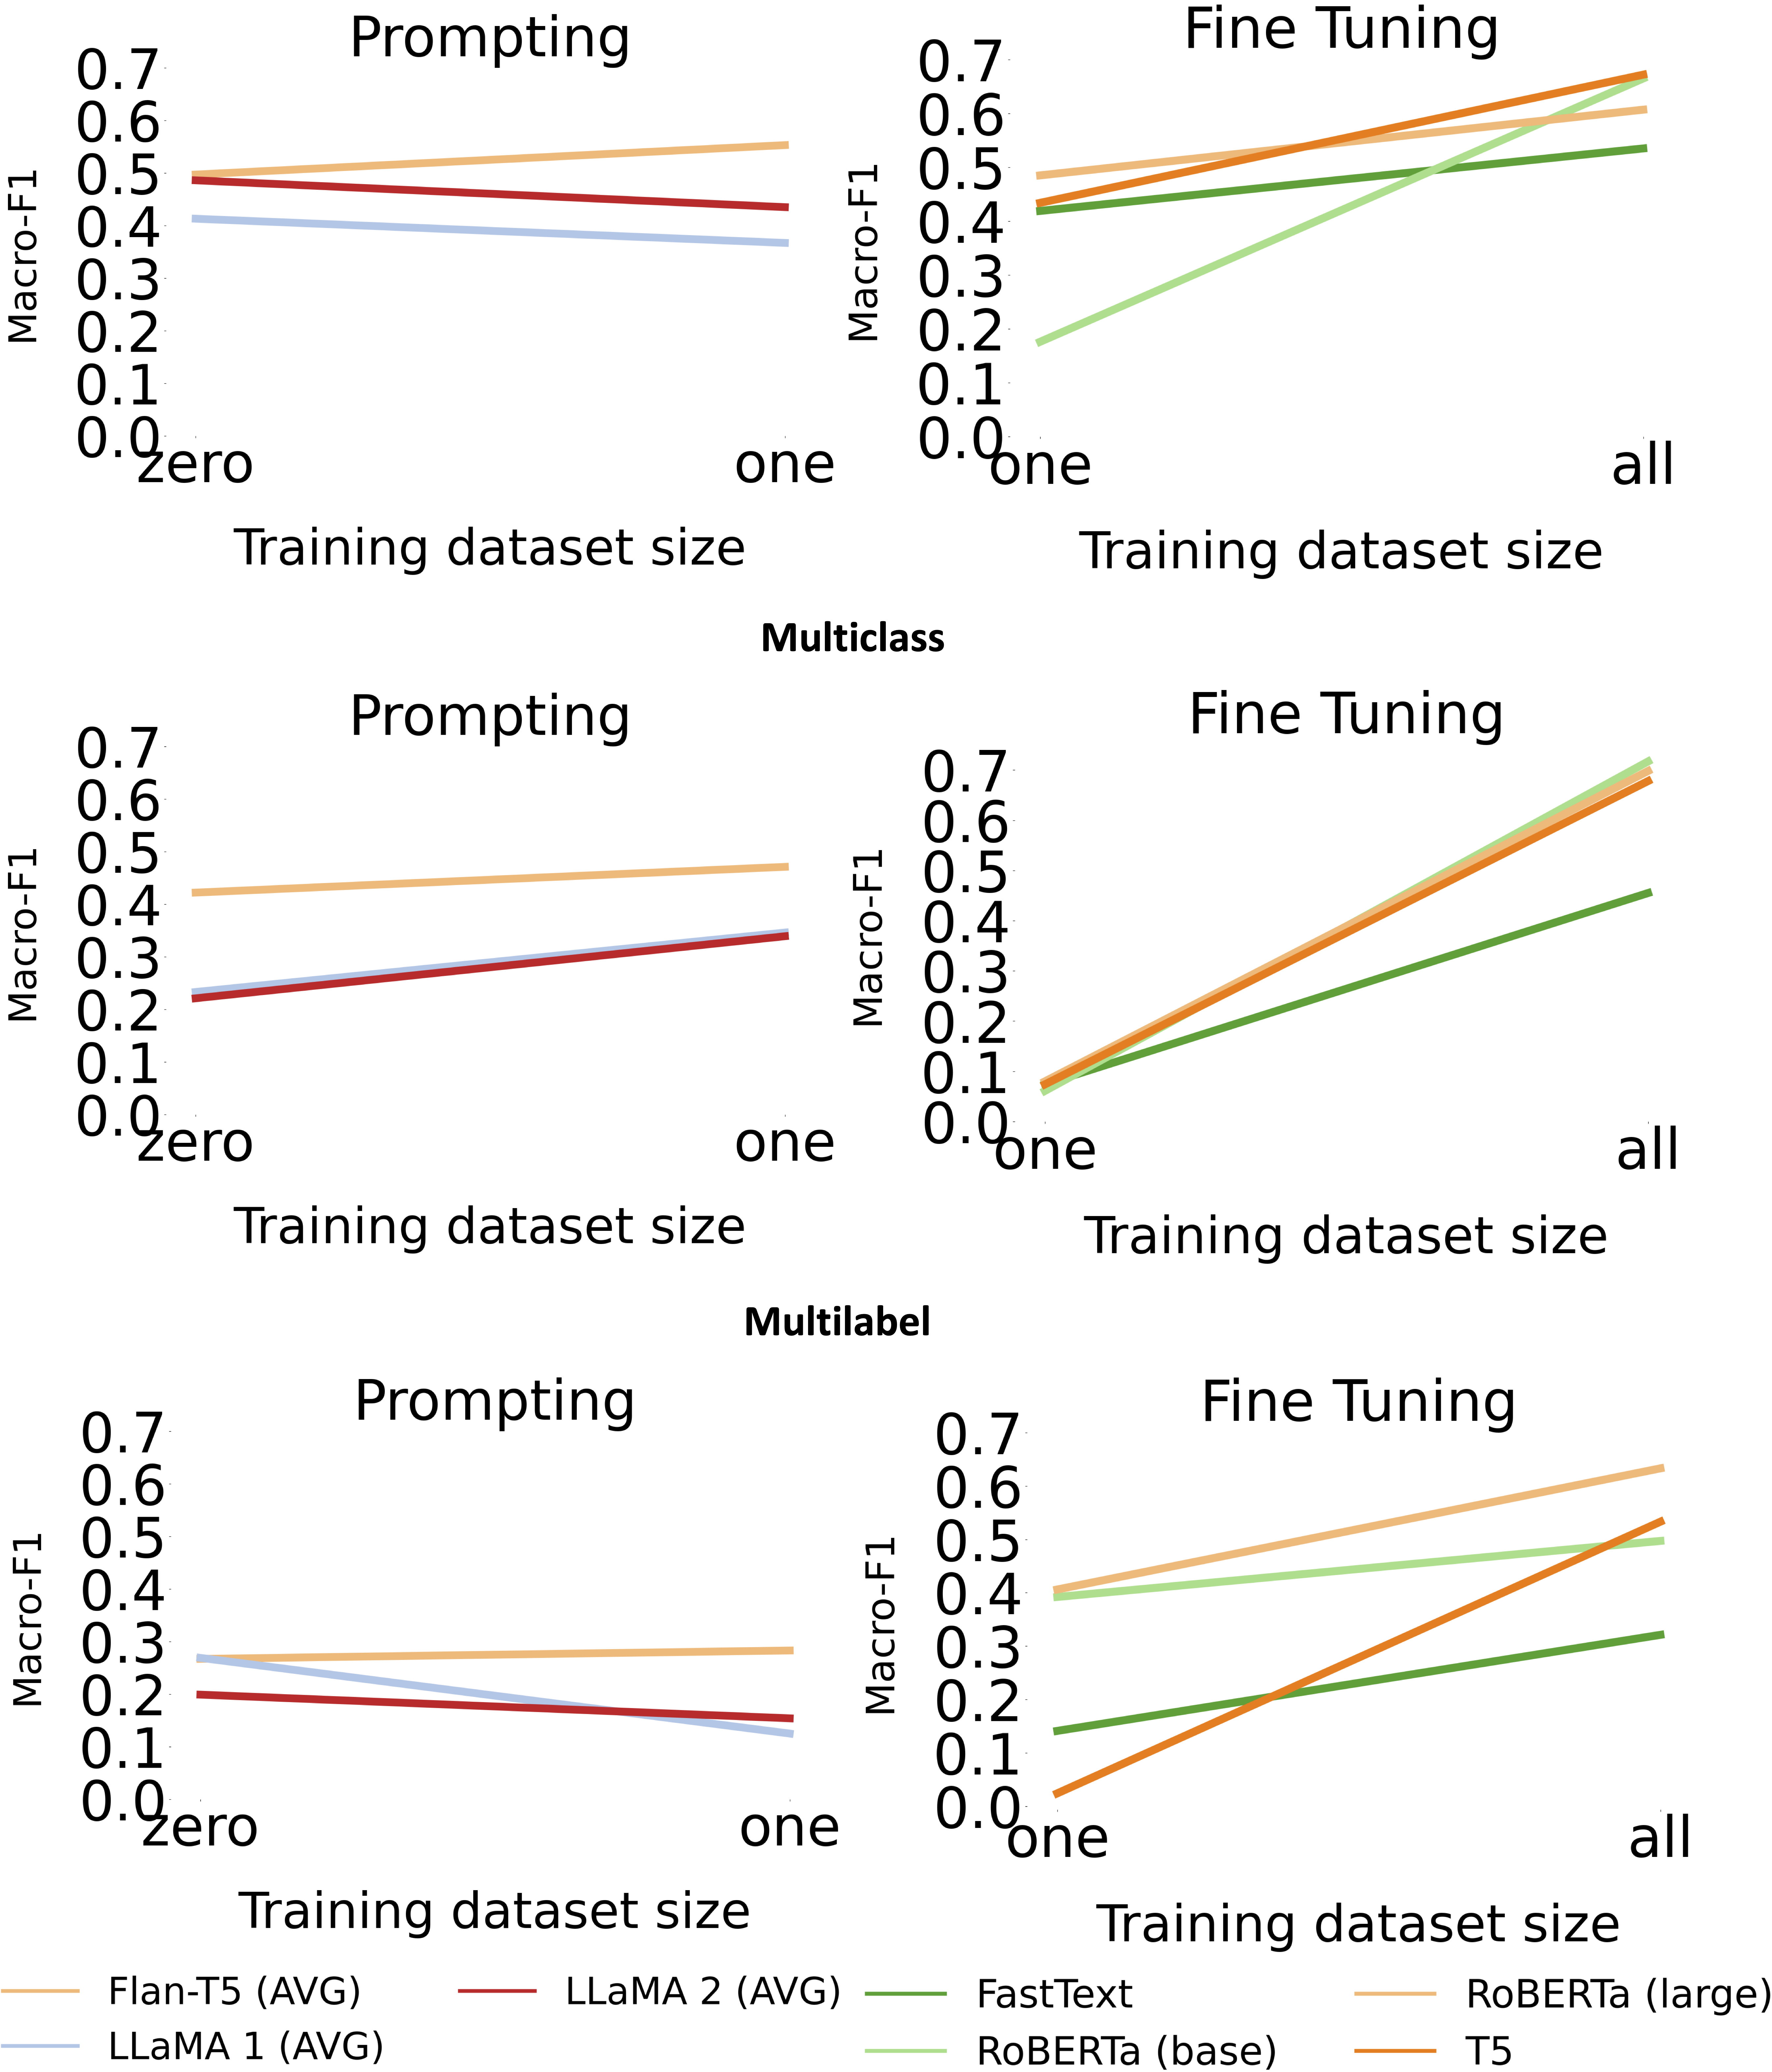 Prompting
0.7
0.6
0.5
0.4
0.3
0.2
0.1
0.0
Macro-F1
zero one
Training dataset size
Fine Tuning
0.7
0.6
0.5
0.4
0.3
0.2
0.1
0.0
Macro-F1
one all
Training dataset size
Multiclass
Prompting
0.7
0.6
0.5
0.4
0.3
0.2
0.1
0.0
Macro-F1
zero one
Training dataset size
Fine Tuning
0.7
0.6
0.5
0.4
0.3
0.2
0.1
0.0
Macro-F1
one all
Training dataset size
Multilabel
Prompting
0.7
0.6
0.5
0.4
0.3
0.2
0.1
0.0
Macro-F1
zero one
Training dataset size
Fine Tuning
0.7
0.6
0.5
0.4
0.3
0.2
0.1
0.0
Macro-F1
one all
Training dataset size
Flan-T5 (AVG) LLaMA 2 (AVG)
LLaMA 1 (AVG)
FastText RoBERTa (large)
RoBERTa (base) T5